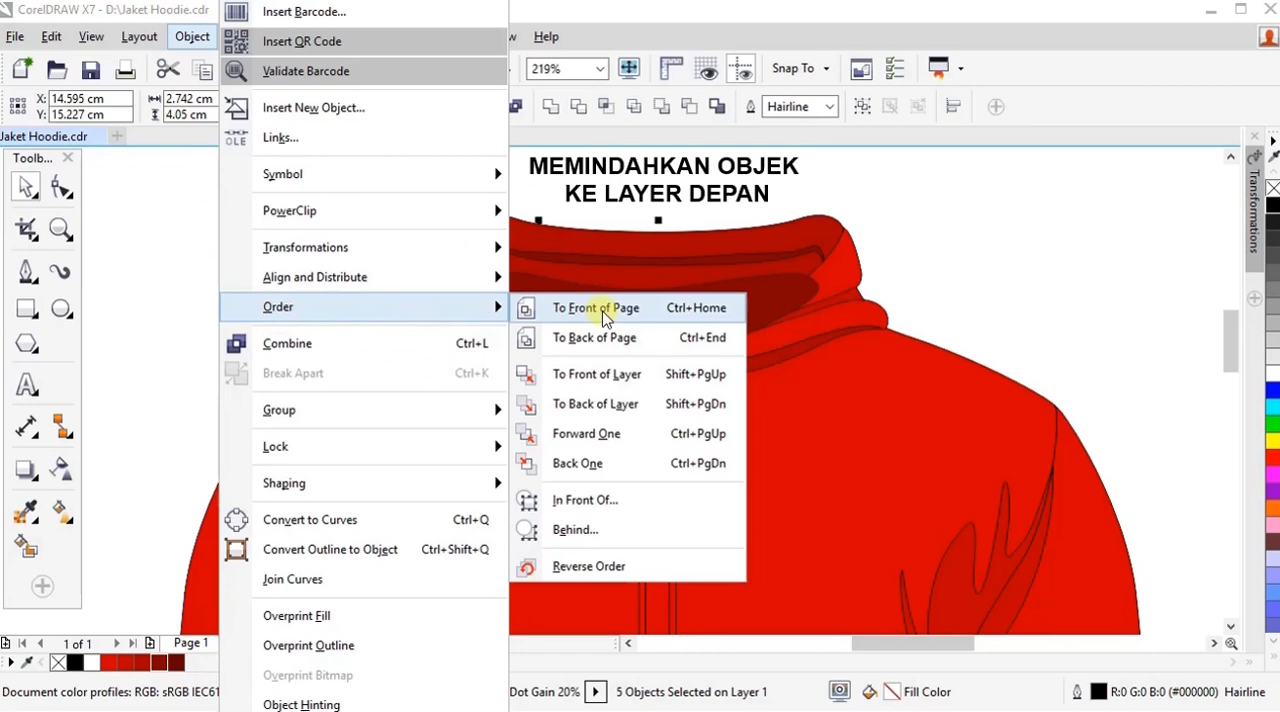 CorelDRAW X7 - D:\Jaket Hoodie.cdr
File Edit View Layout Object Help
219% Snap To
X: 14.595 cm 2.742 cm
Y: 15.227 cm 4.05 cm
Hairline
Jaket Hoodie.cdr
Toolb...
Insert Barcode...
Insert QR Code
Validate Barcode
Insert New Object...
OLE Links...
Symbol
PowerClip
Transformations
Align and Distribute
Order
Combine Ctrl+L
Break Apart Ctrl+K
Group
Lock
Shaping
Convert to Curves Ctrl+Q
Convert Outline to Object Ctrl+Shift+Q
Join Curves
Overprint Fill
Overprint Outline
Overprint Bitmap
Object Hinting
To Front of Page Ctrl+Home
To Back of Page Ctrl+End
To Front of Layer Shift+PgUp
To Back of Layer Shift+PgDn
Forward One Ctrl+PgUp
Back One Ctrl+PgDn
In Front Of...
Behind...
Reverse Order
MEMINDAHKAN OBJEK
KE LAYER DEPAN
Transformations
1 of 1 Page 1
Document color profiles: RGB: sRGB IEC61 Dot Gain 20% 5 Objects Selected on Layer 1 Fill Color R:0 G:0 B:0 (#000000) Hairline